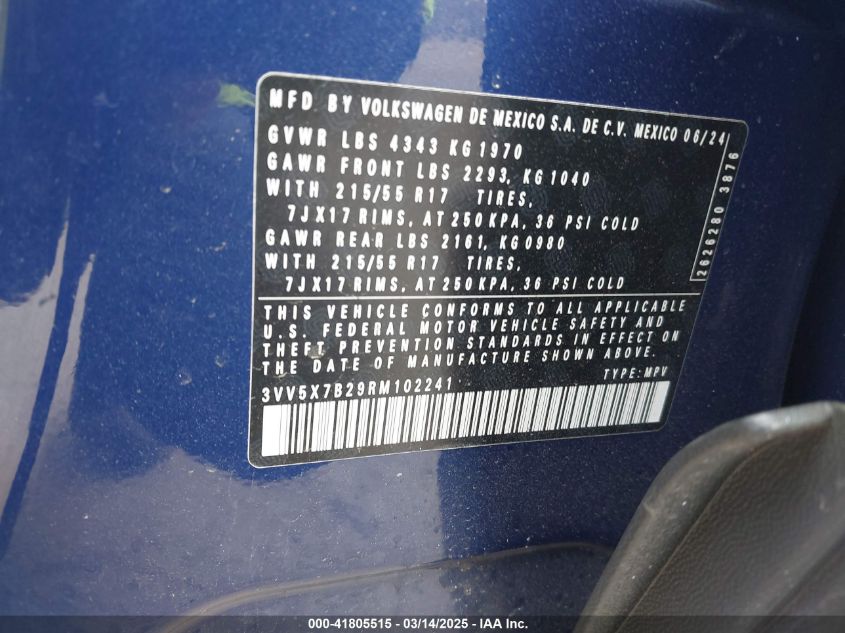 MFD BY VOLKSWAGEN DE MEXICO S.A. DE C.V. MEXICO 06/24
GVWR LBS 4343 KG 1970
GAWR FRONT LBS 2293, KG 1040
WITH 215/55 R17 TIRES,
7JX17 RIMS, AT 250 KPA, 36 PSI COLD
GAWR REAR LBS 2161, KG 0980
WITH 215/55 R17 TIRES,
7JX17 RIMS, AT 250 KPA, 36 PSI COLD
2626280 3876
THIS VEHICLE CONFORMS TO ALL APPLICABLE
U.S. FEDERAL MOTOR VEHICLE SAFETY AND
THEFT PREVENTION STANDARDS IN EFFECT ON
THE DATE OF MANUFACTURE SHOWN ABOVE.
3VV5X7B29RM102241 TYPE: MPV
000-41805515 - 03/14/2025 - IAA Inc.